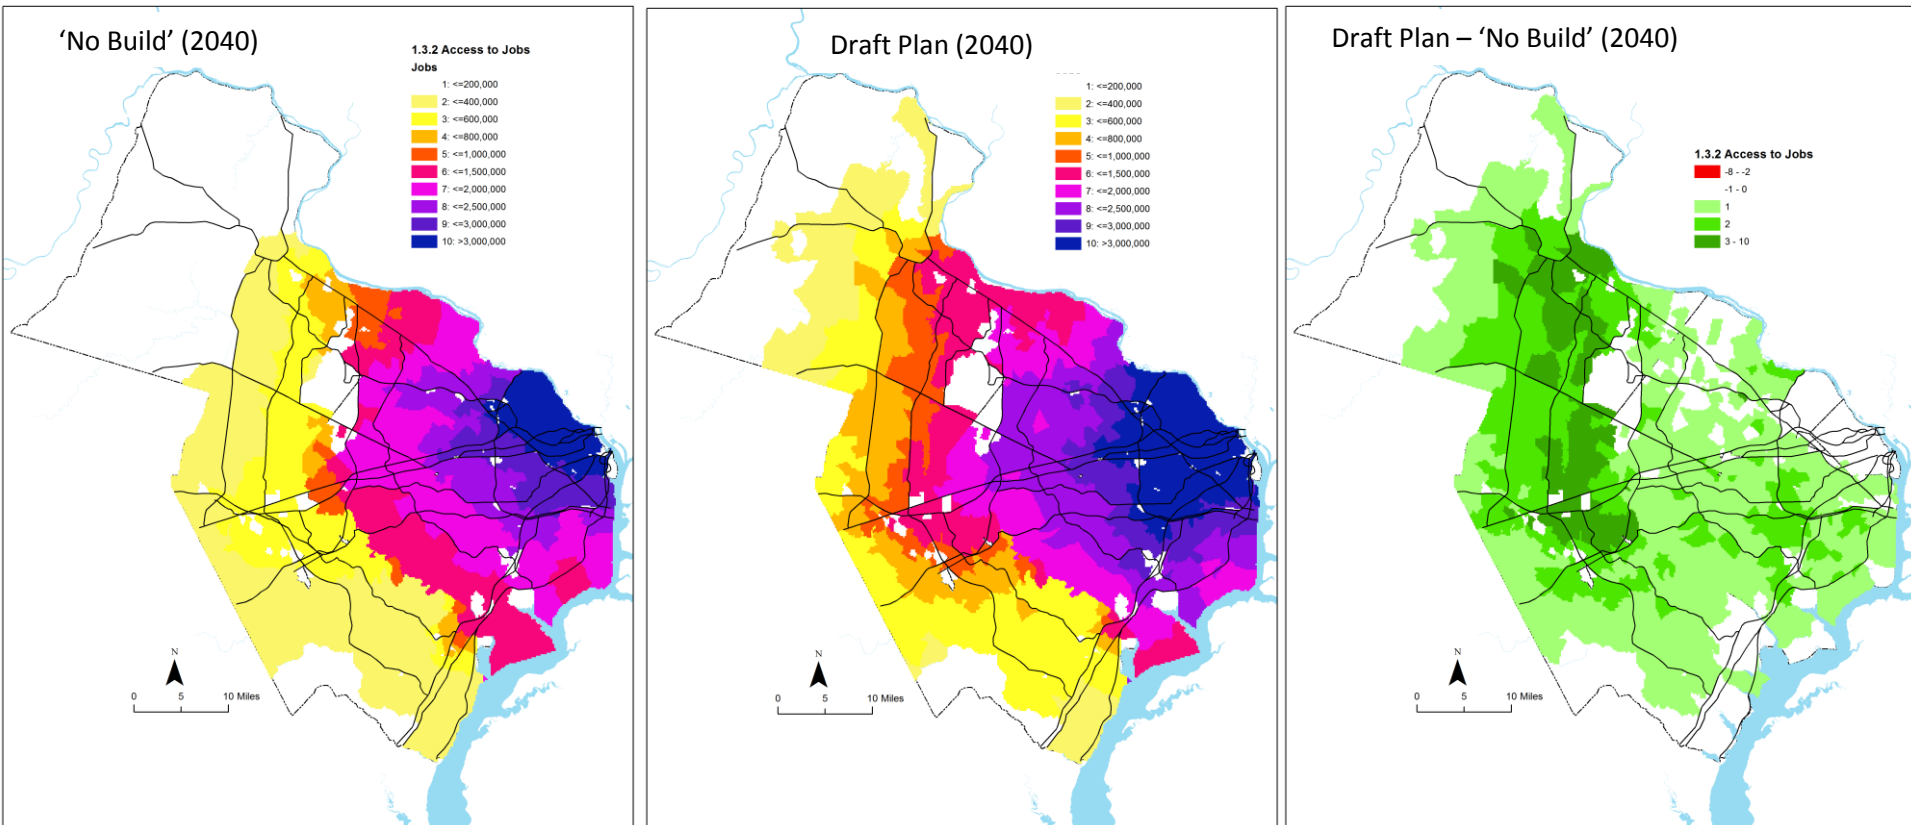 ‘No Build’ (2040)
1.3.2 Access to Jobs
Jobs
1: <=200,000
2: <=400,000
3: <=600,000
4: <=800,000
5: <=1,000,000
6: <=1,500,000
7: <=2,000,000
8: <=2,500,000
9: <=3,000,000
10: >3,000,000
N
0 5 10 Miles
Draft Plan (2040)
1: <=200,000
2: <=400,000
3: <=600,000
4: <=800,000
5: <=1,000,000
6: <=1,500,000
7: <=2,000,000
8: <=2,500,000
9: <=3,000,000
10: >3,000,000
N
0 5 10 Miles
Draft Plan – ‘No Build’ (2040)
1.3.2 Access to Jobs
-8 - -2
-1 - 0
1
2
3 - 10
N
0 5 10 Miles